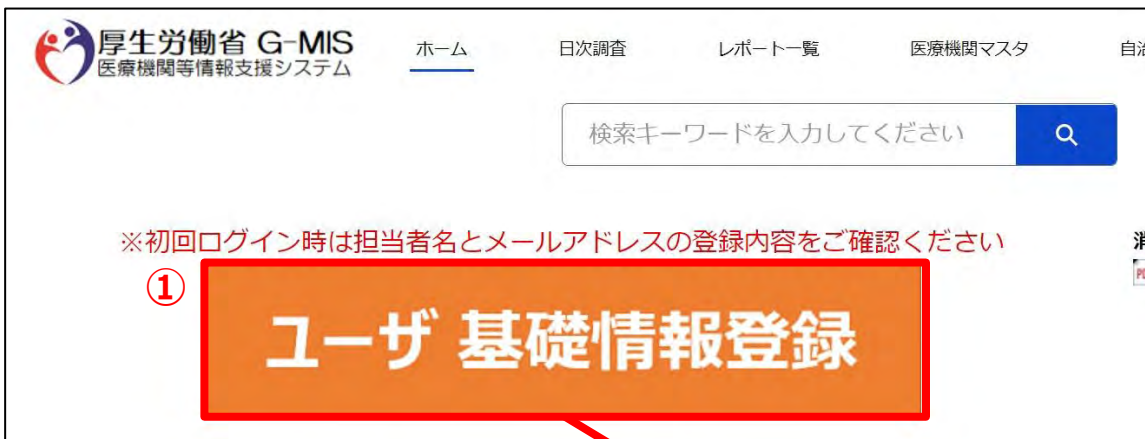 厚生労働省 G-MIS
医療機関等情報支援システム
ホーム
日次調査
レポート一覧
医療機関マスタ
検索キーワードを入力してください
※初回ログイン時は担当者名とメールアドレスの登録内容をご確認ください
①
ユーザ 基礎情報登録